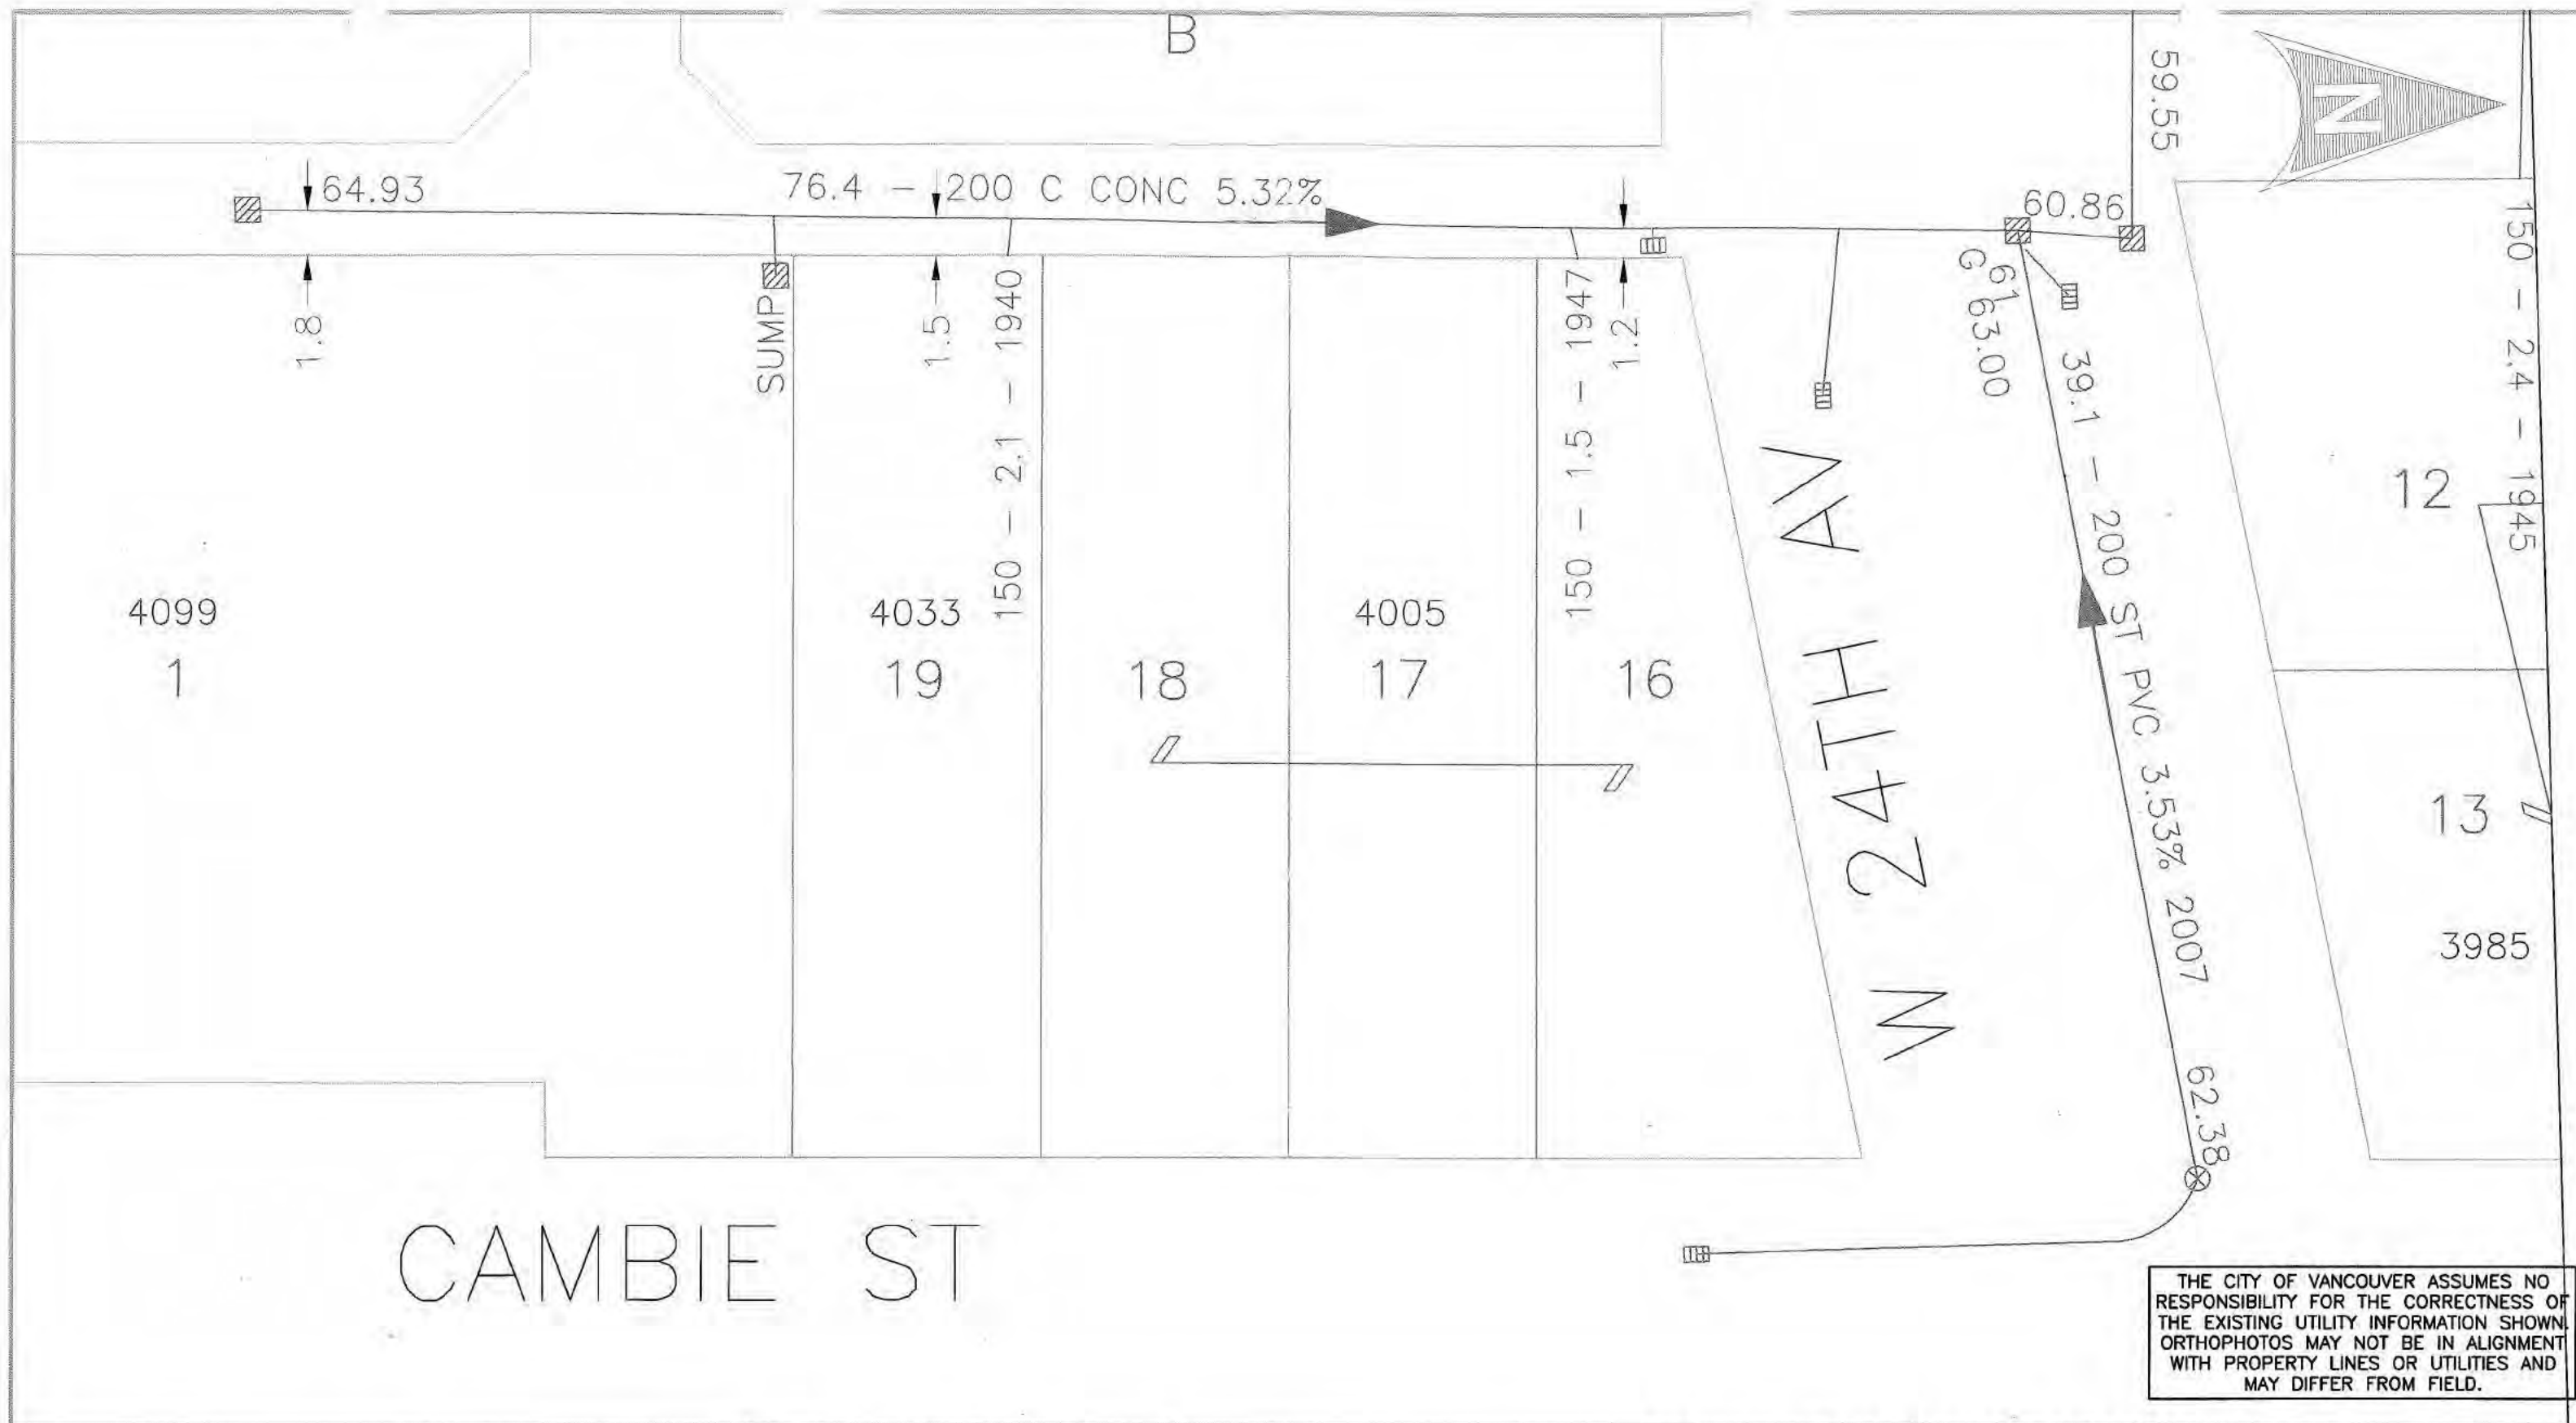 B
59.55
N
64.93
76.4 - 200 C CONC 5.32%
60.86
1.8
SUMP
1.5
150 - 2.1 - 1940
150 - 1.5 - 1947
1.2
G 63.00
61
39.1 - 200 ST PVC 3.53% 2007
62.38
150 - 2.4 - 1945
W 24TH AV
4099
1
4033
19
18
4005
17
16
12
13
3985
CAMBIE ST
THE CITY OF VANCOUVER ASSUMES NO
RESPONSIBILITY FOR THE CORRECTNESS OF
THE EXISTING UTILITY INFORMATION SHOWN.
ORTHOPHOTOS MAY NOT BE IN ALIGNMENT
WITH PROPERTY LINES OR UTILITIES AND
MAY DIFFER FROM FIELD.